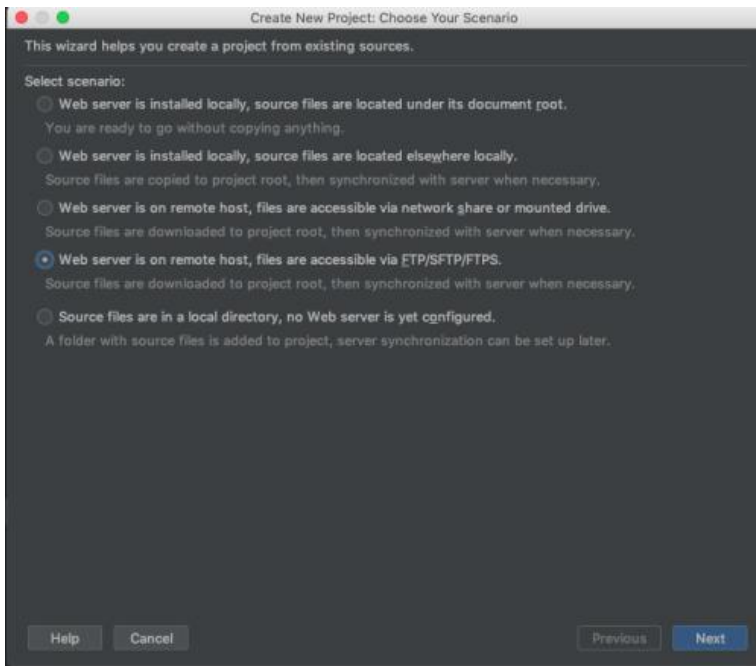 Create New Project: Choose Your Scenario
This wizard helps you create a project from existing sources.
Select scenario:
Web server is installed locally, source files are located under its document root.
You are ready to go without copying anything.
Web server is installed locally, source files are located elsewhere locally.
Source files are copied to project root, then synchronized with server when necessary.
Web server is on remote host, files are accessible via network share or mounted drive.
Source files are downloaded to project root, then synchronized with server when necessary.
Web server is on remote host, files are accessible via FTP/SFTP/FTPS.
Source files are downloaded to project root, then synchronized with server when necessary.
Source files are in a local directory, no Web server is yet configured.
A folder with source files is added to project, server synchronization can be set up later.
Help Cancel Previous Next